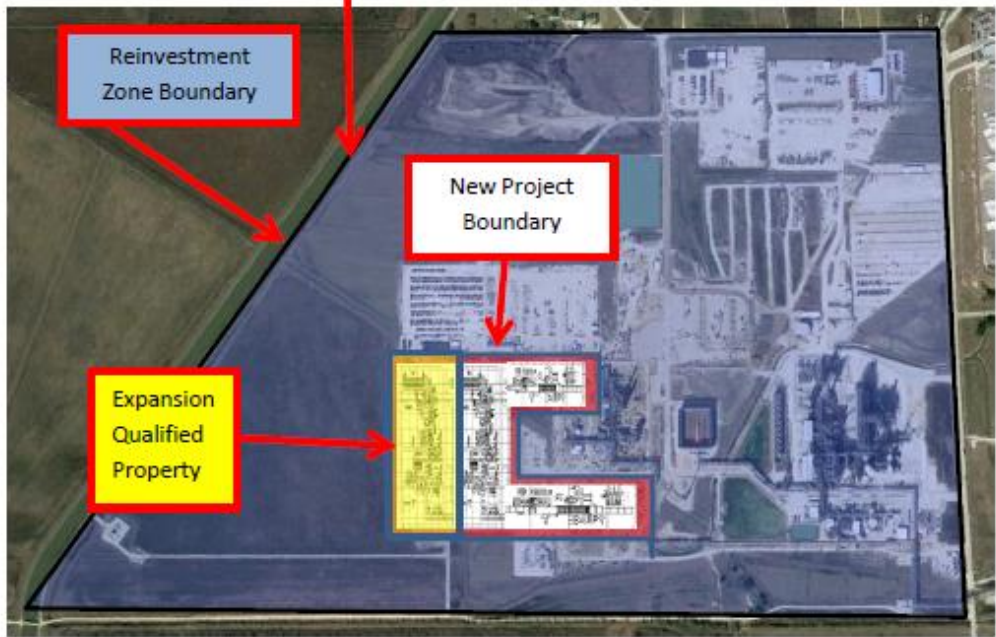 Reinvestment
Zone Boundary
New Project
Boundary
Expansion
Qualified
Property